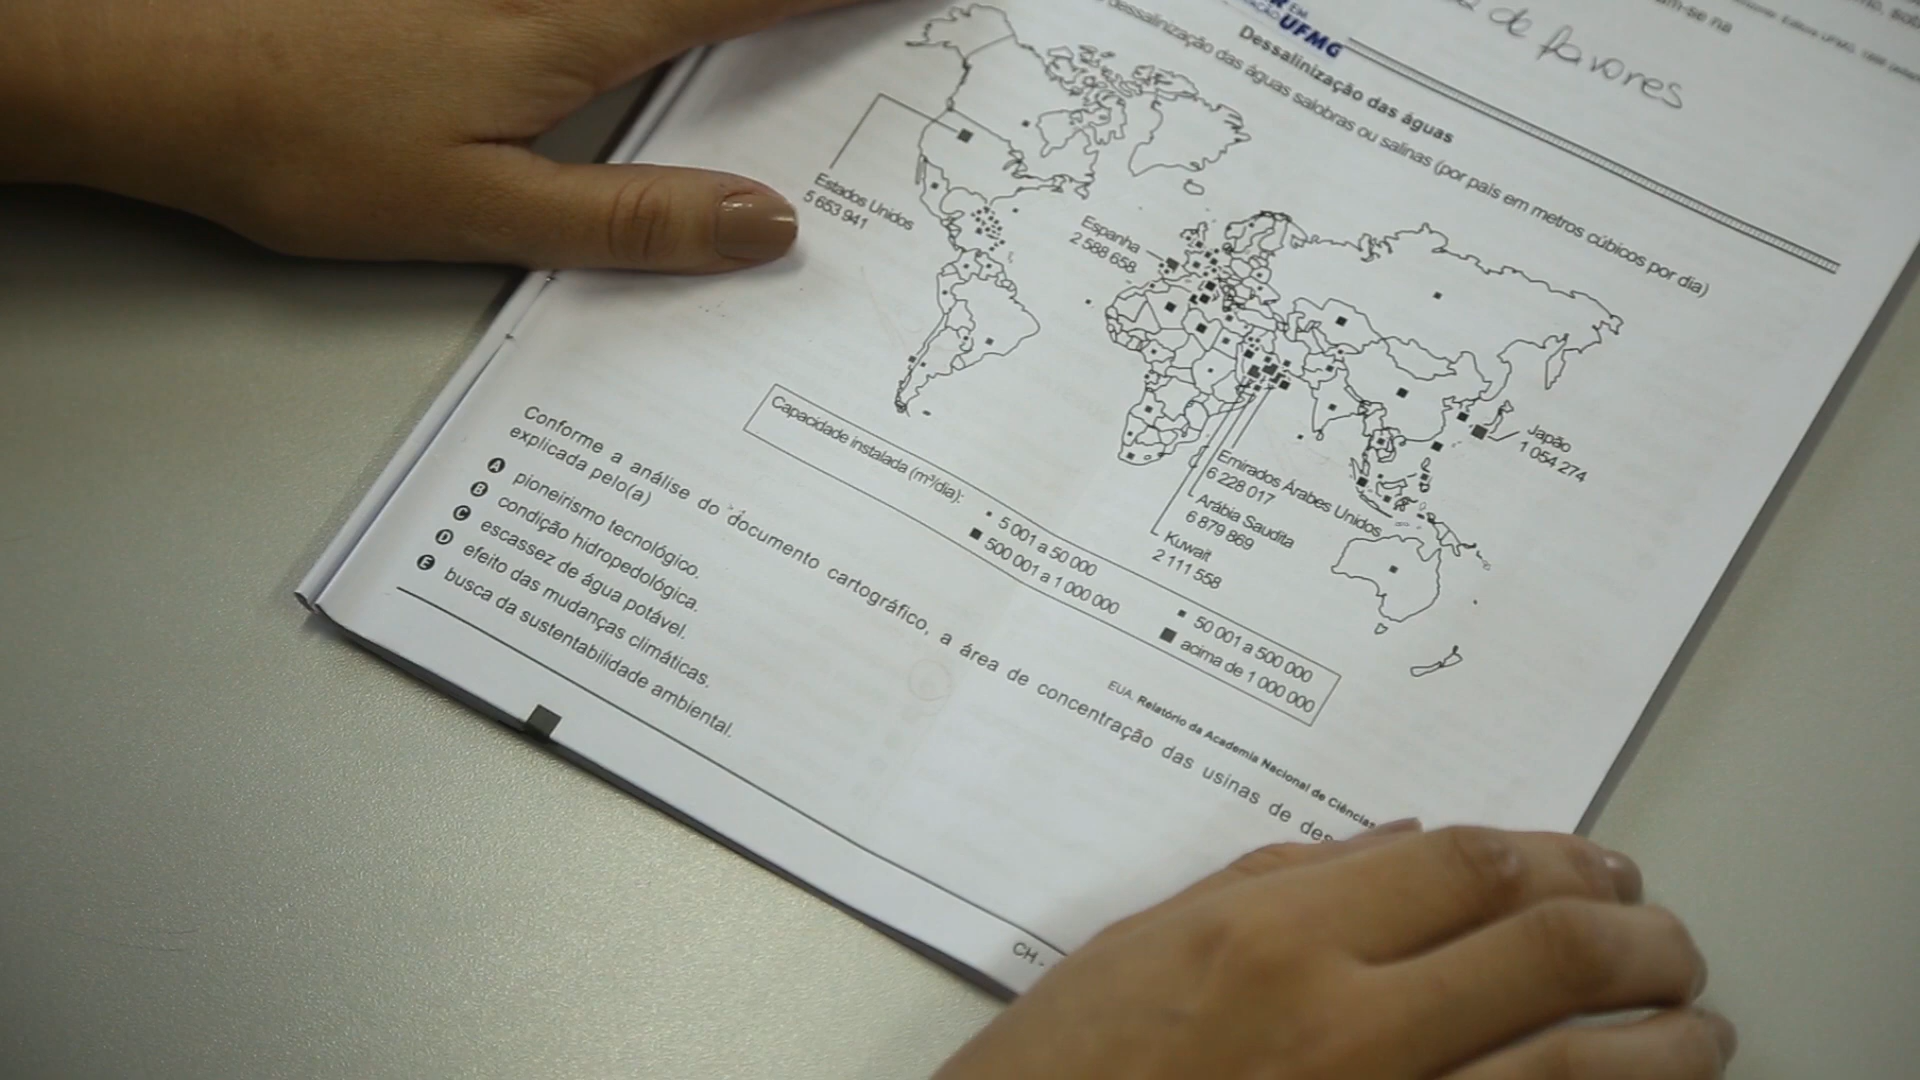 de favores
am-se na
EM
UFMG
Dessalinização das águas
dessalinização das águas salobras ou salinas (por país em metros cúbicos por dia)
Estados Unidos
5 653 941
Espanha
2 588 658
Japão
1 054 274
Emirados Árabes Unidos
6 228 017
Arábia Saudita
6 879 869
Kuwait
2 111 558
Capacidade instalada (m³/dia):
5 001 a 50 000
50 001 a 500 000
500 001 a 1 000 000
acima de 1 000 000
EUA. Relatório da Academia Nacional de Ciências
Conforme a análise do documento cartográfico, a área de concentração das usinas de des
explicada pelo(a)
A pioneirismo tecnológico.
B condição hidropedológica.
C escassez de água potável.
D efeito das mudanças climáticas.
E busca da sustentabilidade ambiental.
CH -